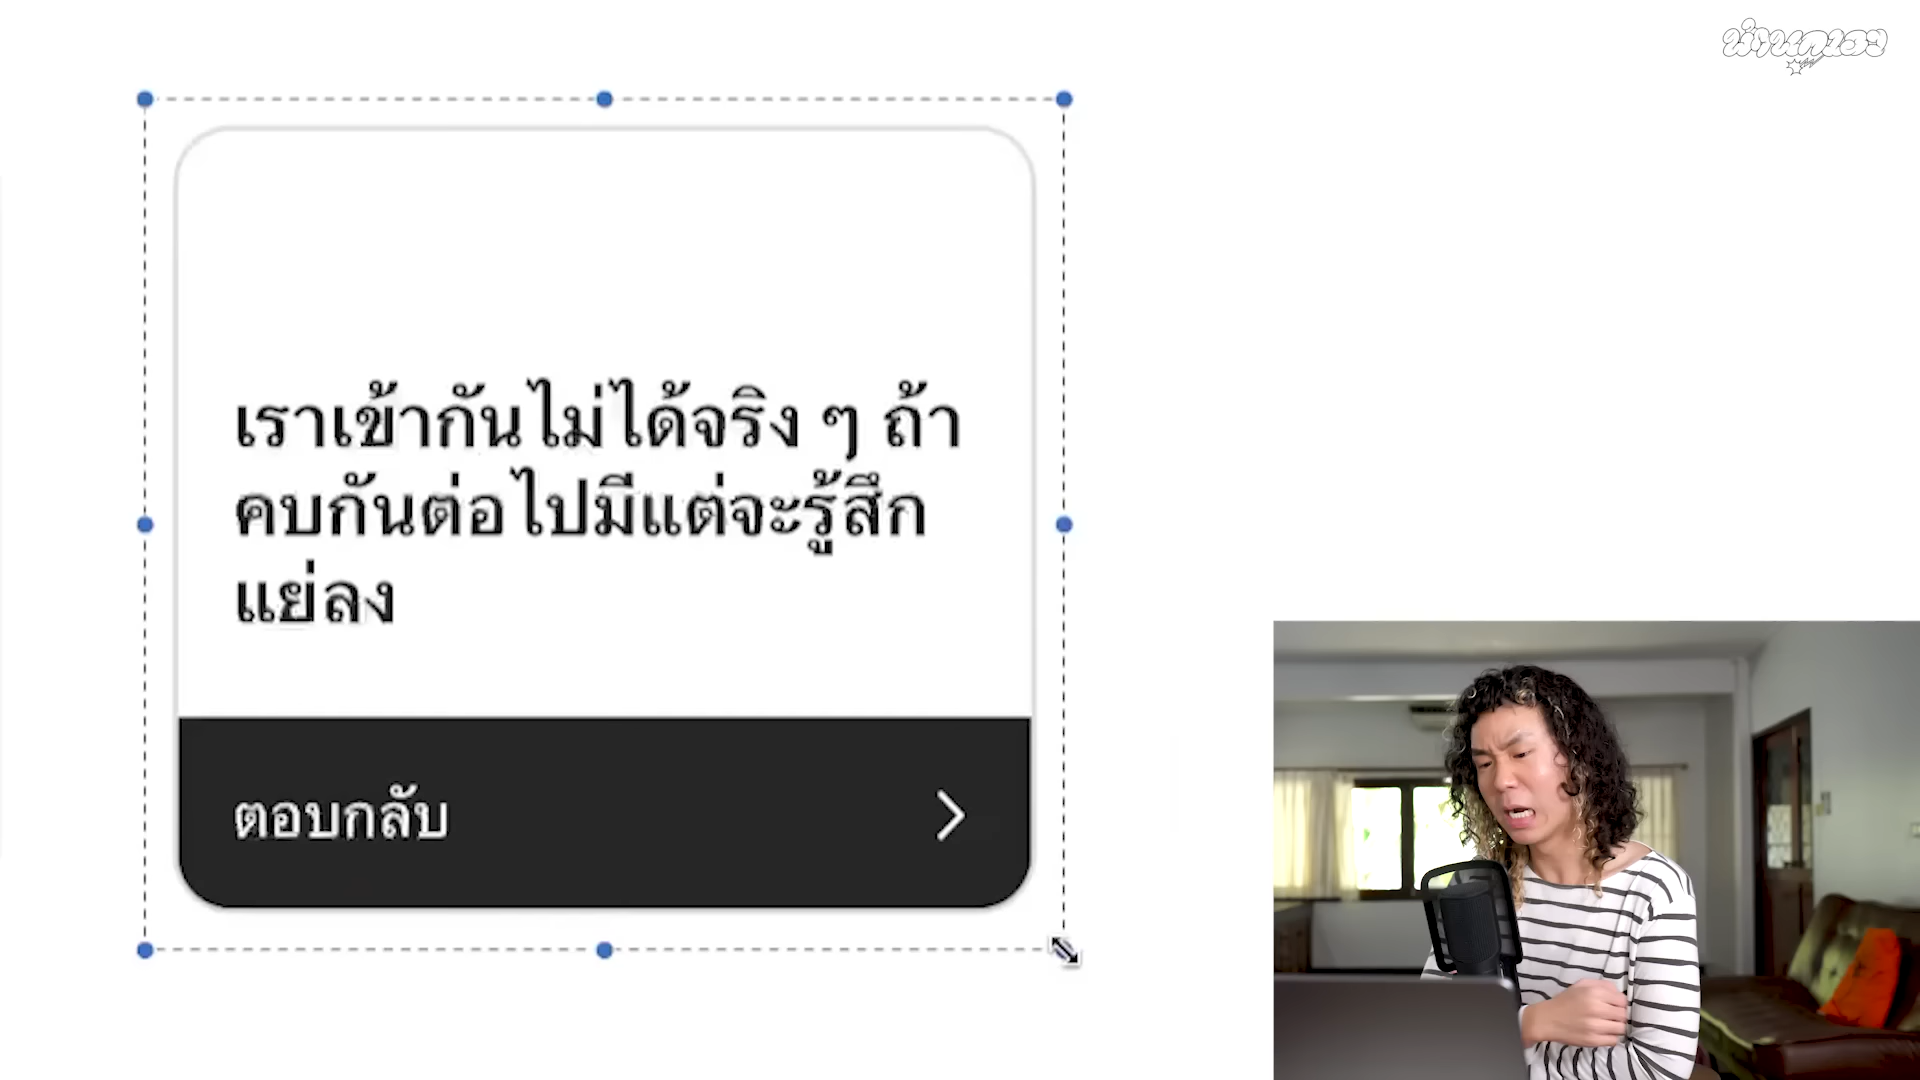 เราเข้ากันไม่ได้จริง ๆ ถ้า
คบกันต่อไปมีแต่จะรู้สึก
แย่ลง
ตอบกลับ